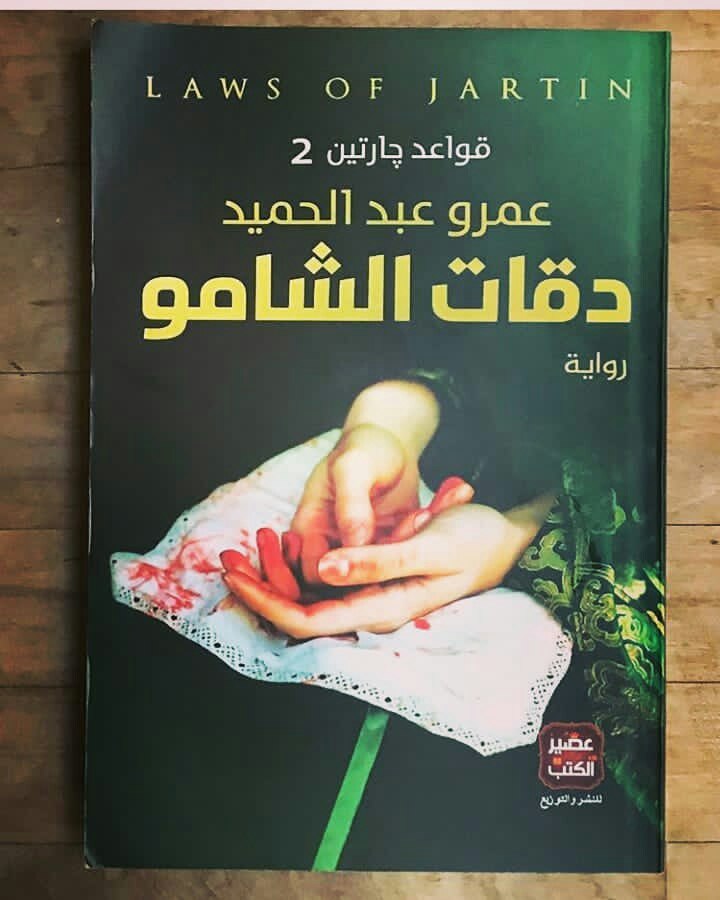 LAWS OF JARTIN
قواعد چارتين 2
عمرو عبد الحميد
دقات الشامو
رواية
عصير
الكتب
للنشر والتوزيع